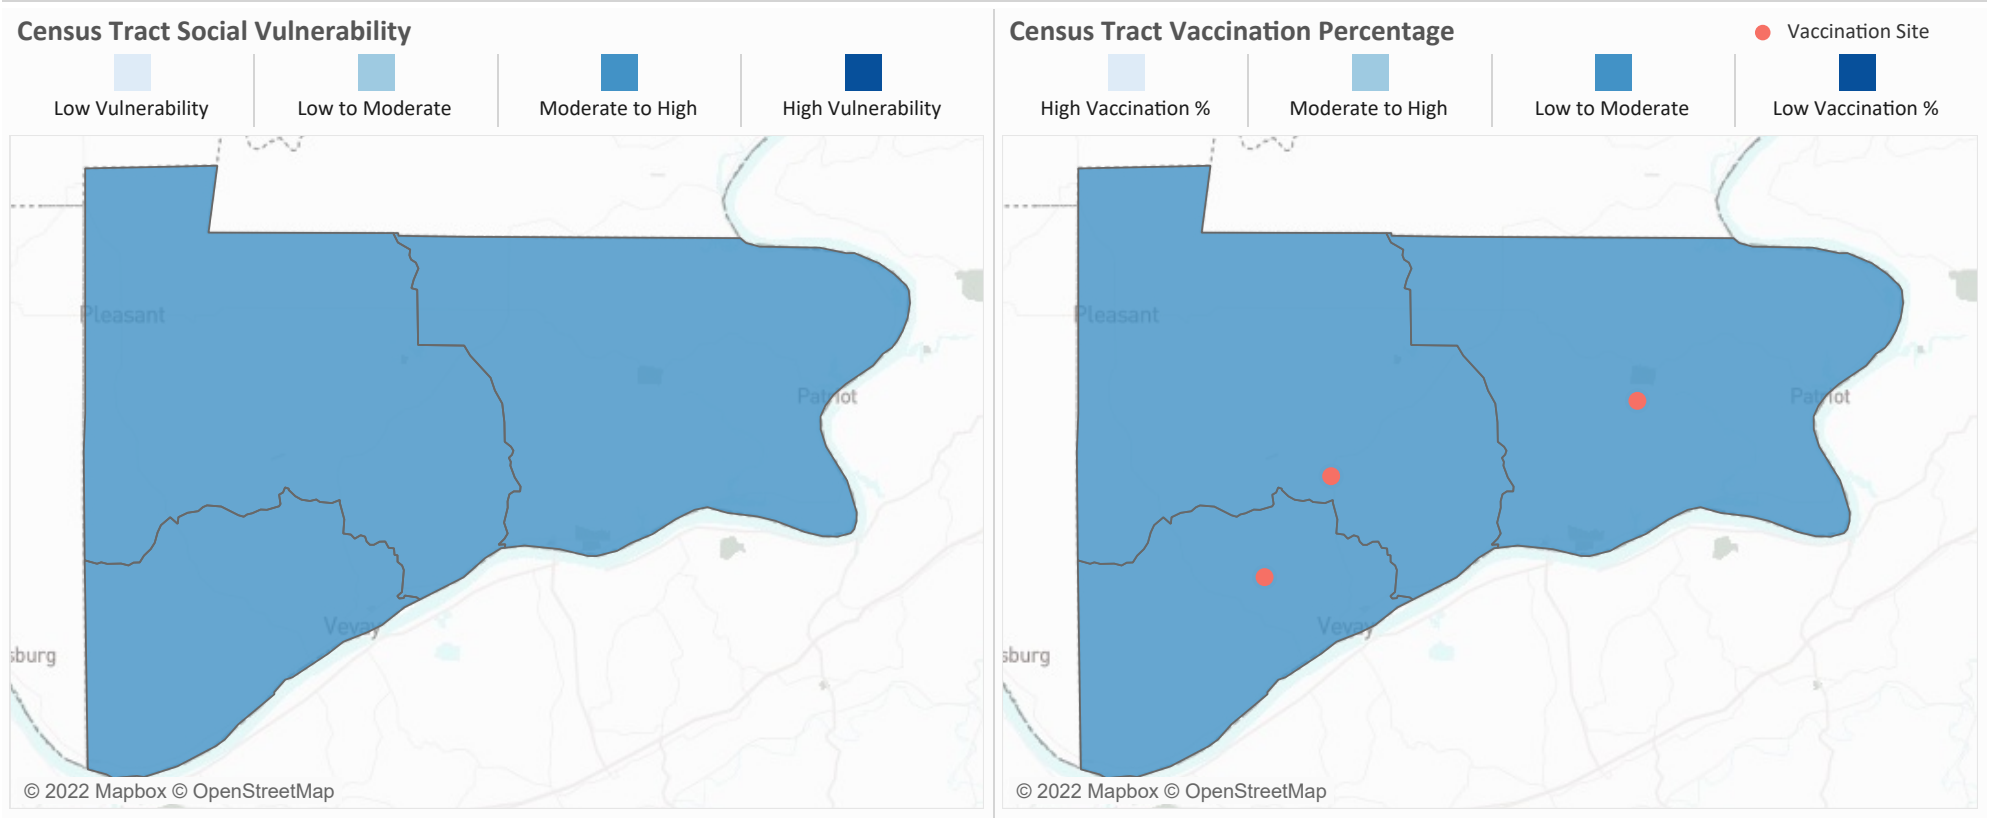 Census Tract Social Vulnerability
Low Vulnerability
Low to Moderate
Moderate to High
High Vulnerability
Pleasant
Patriot
Vevay
sburg
© 2022 Mapbox © OpenStreetMap
Census Tract Vaccination Percentage
Vaccination Site
High Vaccination %
Moderate to High
Low to Moderate
Low Vaccination %
Pleasant
Patriot
Vevay
sburg
© 2022 Mapbox © OpenStreetMap